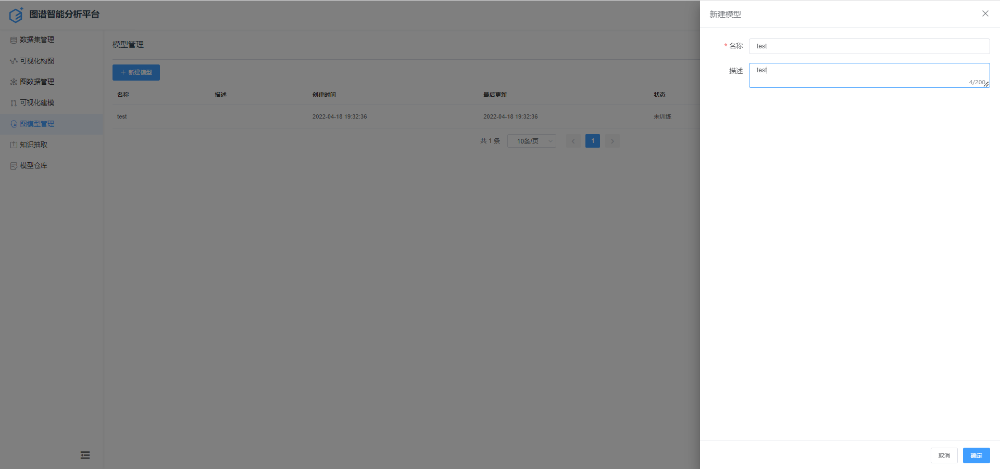 图谱智能分析平台
数据集管理
可视化构图
图数据管理
可视化建模
图模型管理
知识抽取
模型仓库
模型管理
新建模型
名称 描述 创建时间 最后更新 状态
test 2022-04-18 19:32:36 2022-04-18 19:32:36 未训练
共 1 条 10条/页 1
新建模型
* 名称 test
描述 test
4/200
取消 确定